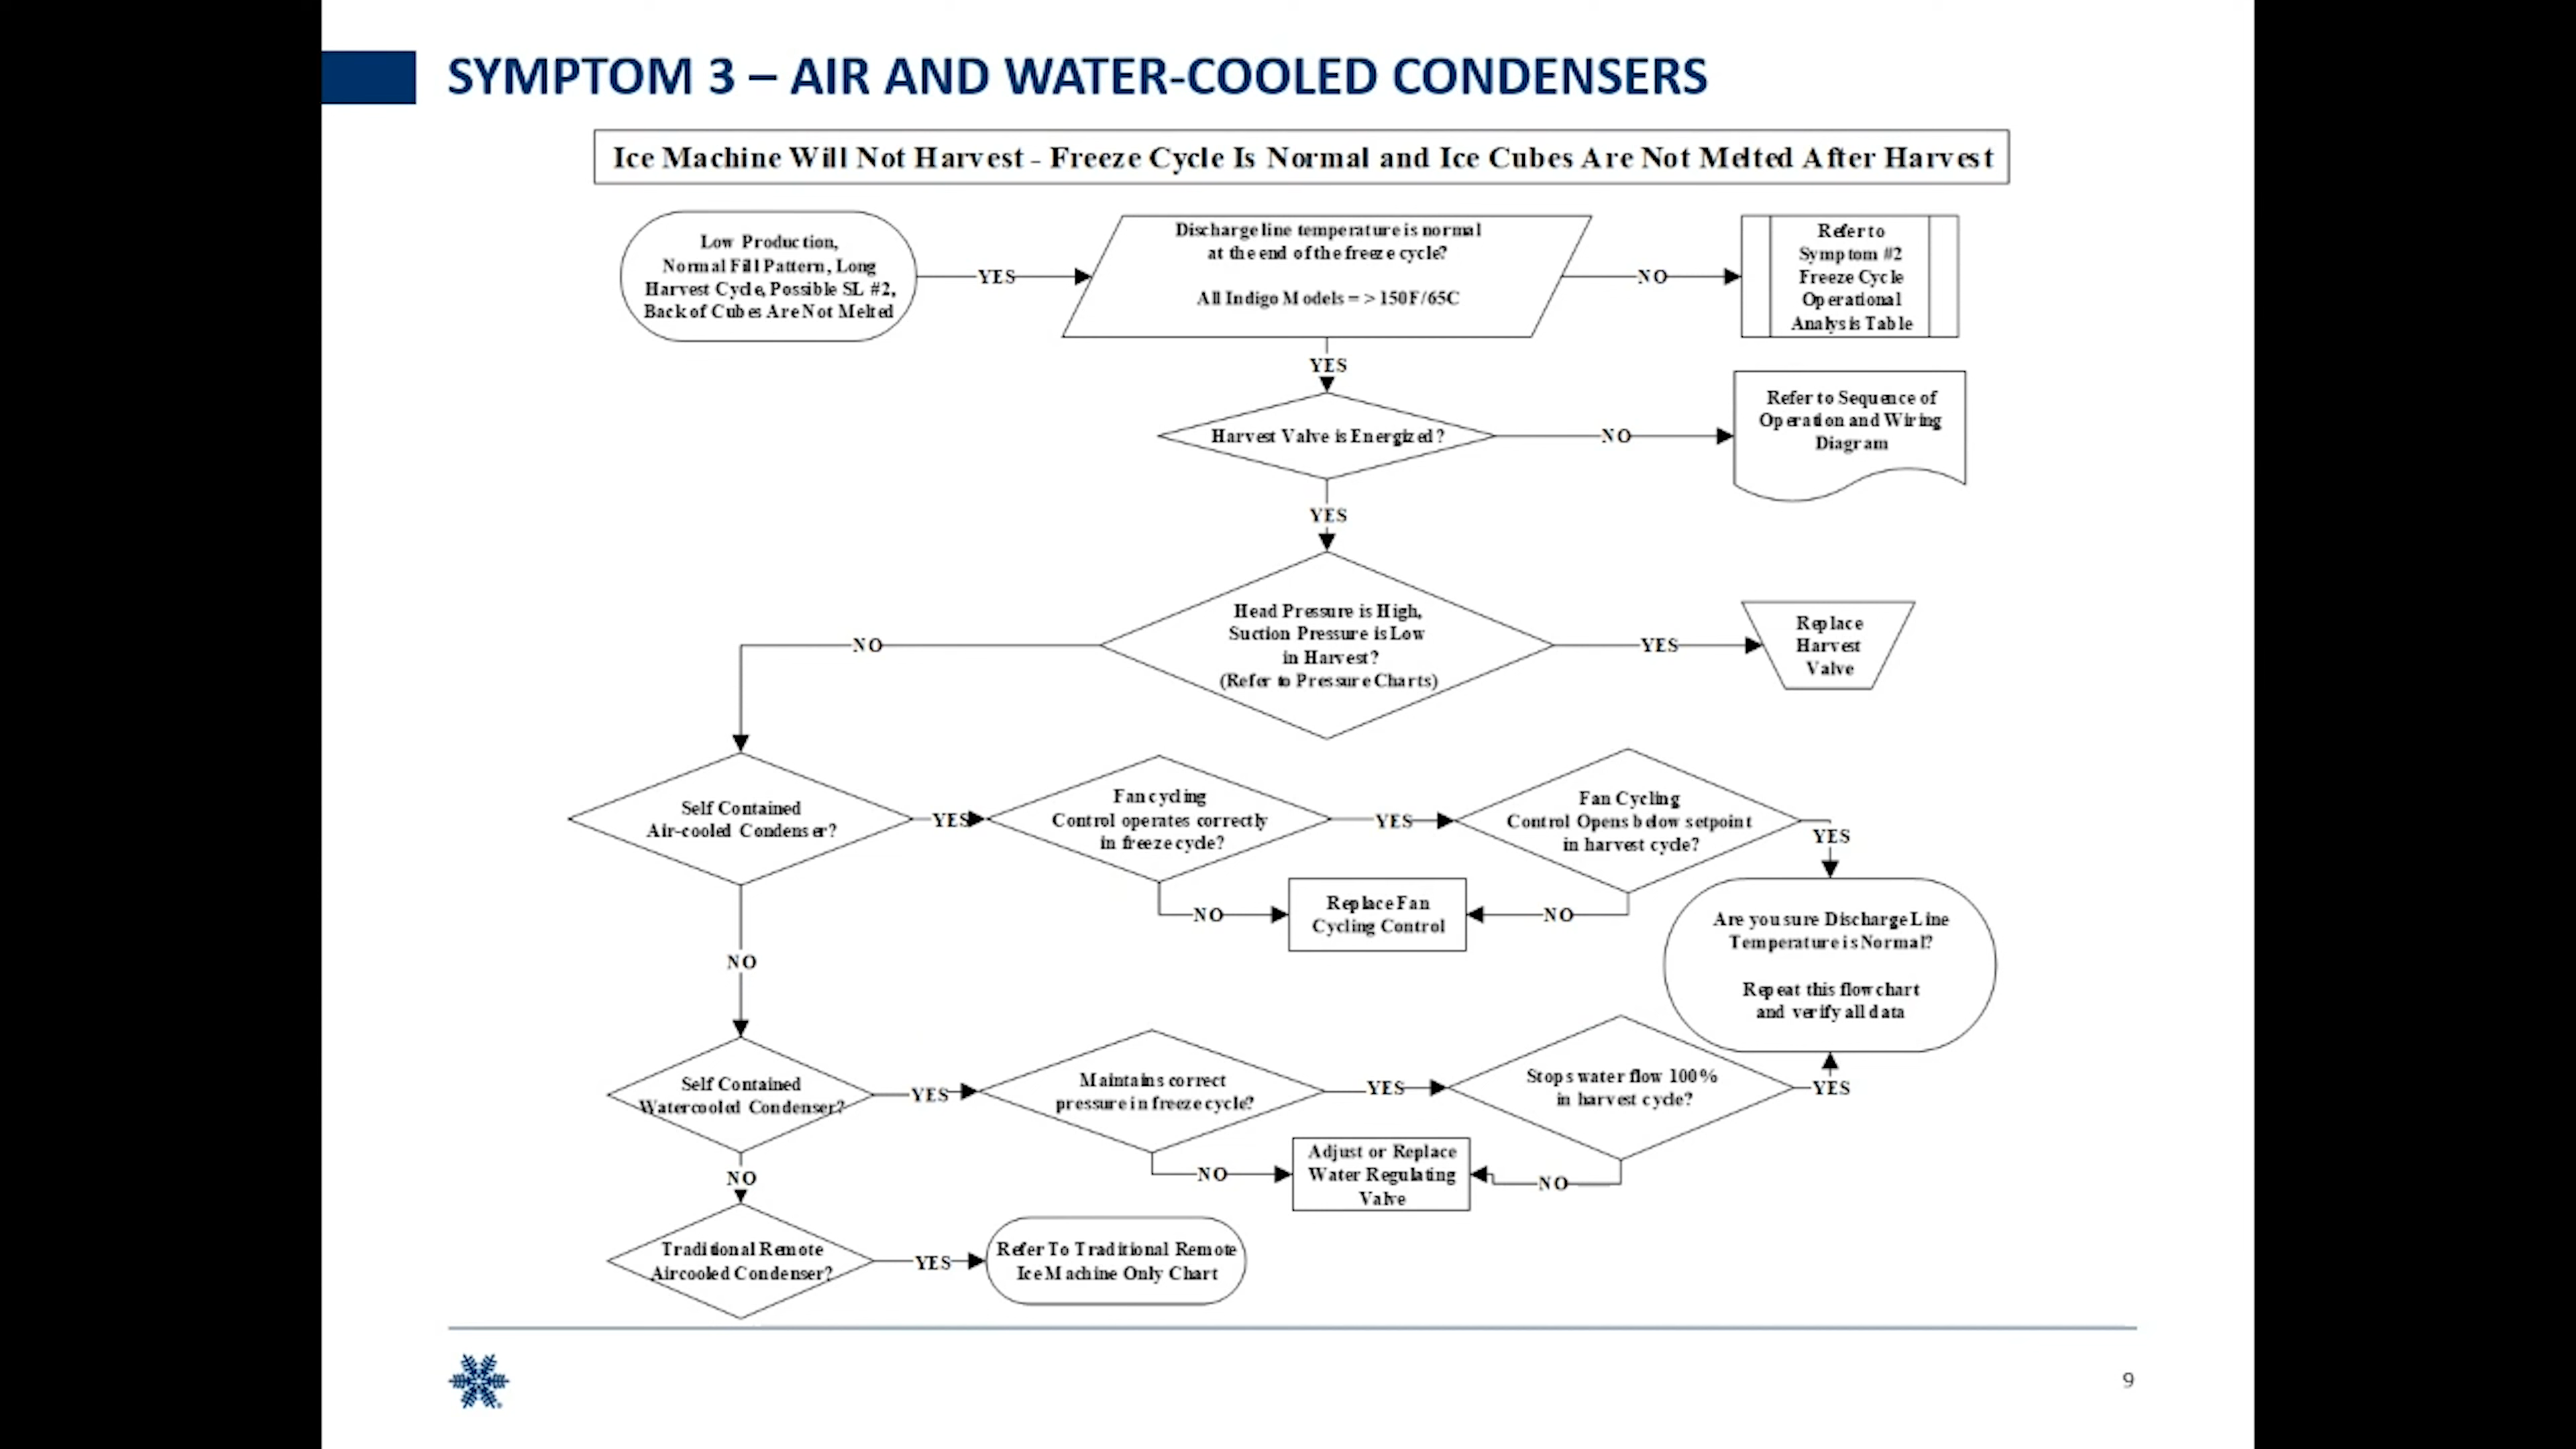 SYMPTOM 3 – AIR AND WATER-COOLED CONDENSERS
Ice Machine Will Not Harvest - Freeze Cycle Is Normal and Ice Cubes Are Not Melted After Harvest
Low Production,
Normal Fill Pattern, Long
Harvest Cycle, Possible SL #2,
Back of Cubes Are Not Melted
YES
Discharge line temperature is normal
at the end of the freeze cycle?
All Indigo Models = > 150F/65C
NO
Refer to
Symptom #2
Freeze Cycle
Operational
Analysis Table
YES
Harvest Valve is Energized?
NO
Refer to Sequence of
Operation and Wiring
Diagram
YES
Head Pressure is High,
Suction Pressure is Low
in Harvest?
(Refer to Pressure Charts)
NO
YES
Replace
Harvest
Valve
Self Contained
Air-cooled Condenser?
YES
Fan cycling
Control operates correctly
in freeze cycle?
YES
Fan Cycling
Control Opens below setpoint
in harvest cycle?
YES
NO
Replace Fan
Cycling Control
NO
Are you sure Discharge Line
Temperature is Normal?
Repeat this flow chart
and verify all data
NO
Self Contained
Watercooled Condenser?
YES
Maintains correct
pressure in freeze cycle?
YES
Stops water flow 100%
in harvest cycle?
YES
NO
Adjust or Replace
Water Regulating
Valve
NO
NO
Traditional Remote
Aircooled Condenser?
YES
Refer To Traditional Remote
Ice Machine Only Chart
9